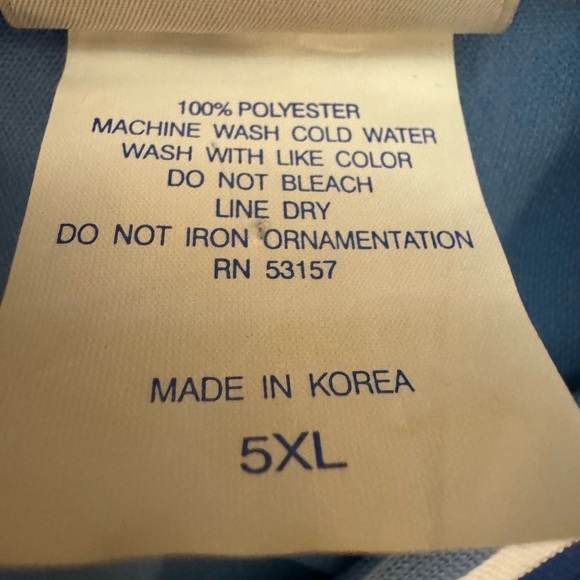 100% POLYESTER
MACHINE WASH COLD WATER
WASH WITH LIKE COLOR
DO NOT BLEACH
LINE DRY
DO NOT IRON ORNAMENTATION
RN 53157
MADE IN KOREA
5XL